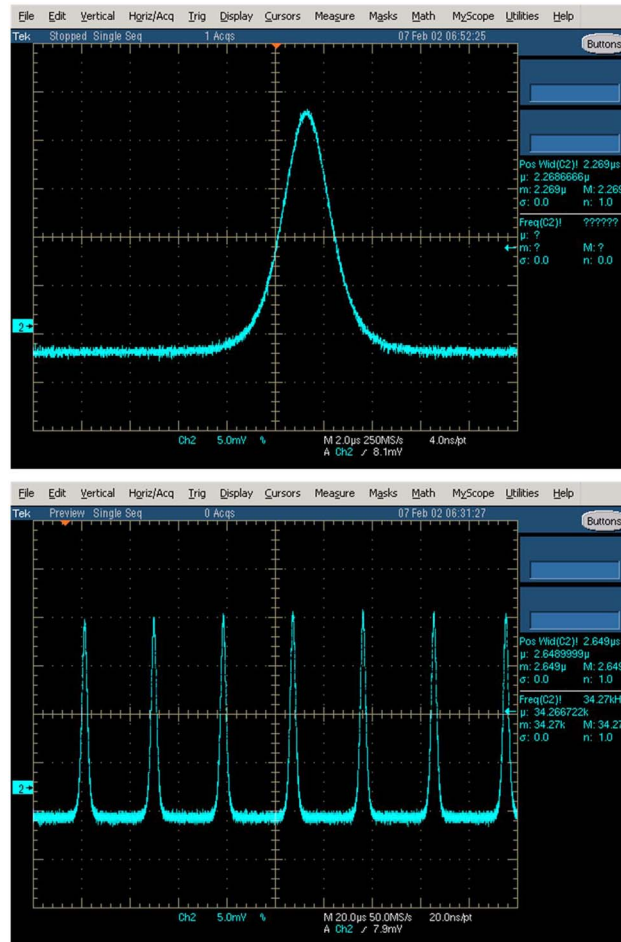 File Edit Vertical Horiz/Acq Trig Display Cursors Measure Masks Math MyScope Utilities Help
Tek Stopped Single Seq 1 Acqs 07 Feb 02 06:52:25 Buttons
Pos Wid(C2)! 2.269µs
µ: 2.2686666µ
m: 2.269µ M: 2.269
σ: 0.0 n: 1.0
Freq(C2)! ??????
µ: ?
m: ? M: ?
σ: 0.0 n: 0.0
2
Ch2 5.0mV M 2.0µs 250MS/s 4.0ns/pt
A Ch2 / 8.1mV
File Edit Vertical Horiz/Acq Trig Display Cursors Measure Masks Math MyScope Utilities Help
Tek Preview Single Seq 0 Acqs 07 Feb 02 06:31:27 Buttons
Pos Wid(C2)! 2.649µs
µ: 2.6489999µ
m: 2.649µ M: 2.649
σ: 0.0 n: 1.0
Freq(C2)! 34.27kH
µ: 34.266722k
m: 34.27k M: 34.27
σ: 0.0 n: 1.0
2
Ch2 5.0mV M 20.0µs 50.0MS/s 20.0ns/pt
A Ch2 / 7.9mV